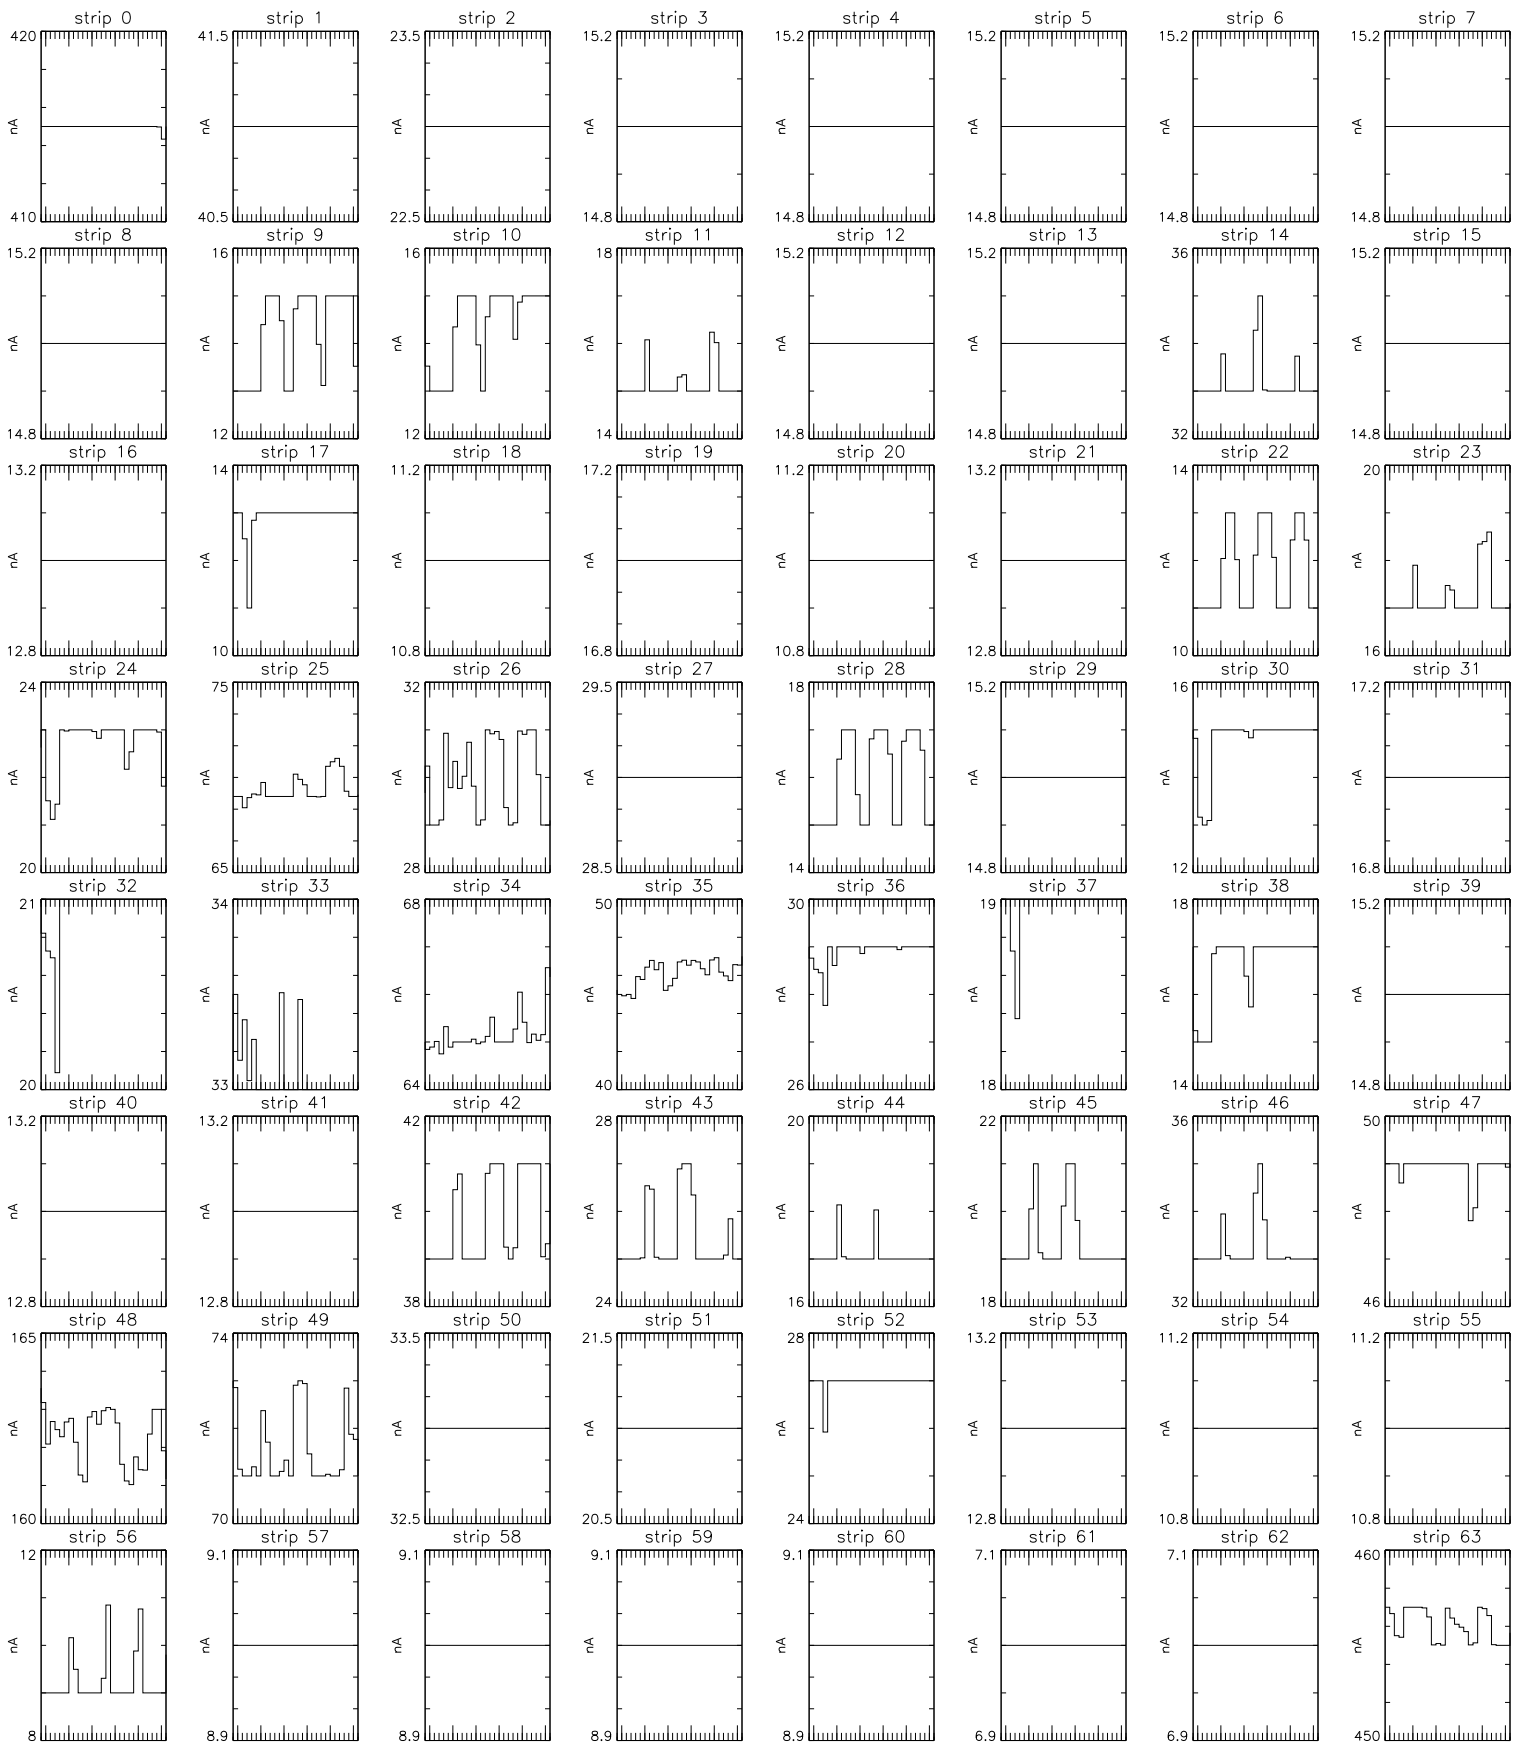 strip 0 strip 1 strip 2 strip 3 strip 4 strip 5 strip 6 strip 7
420 41.5 23.5 15.2 15.2 15.2 15.2 15.2
nA nA nA nA nA nA nA nA
410 40.5 22.5 14.8 14.8 14.8 14.8 14.8
strip 8 strip 9 strip 10 strip 11 strip 12 strip 13 strip 14 strip 15
15.2 16 16 18 15.2 15.2 36 15.2
nA nA nA nA nA nA nA nA
14.8 12 12 14 14.8 14.8 32 14.8
strip 16 strip 17 strip 18 strip 19 strip 20 strip 21 strip 22 strip 23
13.2 14 11.2 17.2 11.2 13.2 14 20
nA nA nA nA nA nA nA nA
12.8 10 10.8 16.8 10.8 12.8 10 16
strip 24 strip 25 strip 26 strip 27 strip 28 strip 29 strip 30 strip 31
24 75 32 29.5 18 15.2 16 17.2
nA nA nA nA nA nA nA nA
20 65 28 28.5 14 14.8 12 16.8
strip 32 strip 33 strip 34 strip 35 strip 36 strip 37 strip 38 strip 39
21 34 68 50 30 19 18 15.2
nA nA nA nA nA nA nA nA
20 33 64 40 26 18 14 14.8
strip 40 strip 41 strip 42 strip 43 strip 44 strip 45 strip 46 strip 47
13.2 13.2 42 28 20 22 36 50
nA nA nA nA nA nA nA nA
12.8 12.8 38 24 16 18 32 46
strip 48 strip 49 strip 50 strip 51 strip 52 strip 53 strip 54 strip 55
165 74 33.5 21.5 28 13.2 11.2 11.2
nA nA nA nA nA nA nA nA
160 70 32.5 20.5 24 12.8 10.8 10.8
strip 56 strip 57 strip 58 strip 59 strip 60 strip 61 strip 62 strip 63
12 9.1 9.1 9.1 9.1 7.1 7.1 460
nA nA nA nA nA nA nA nA
8 8.9 8.9 8.9 8.9 6.9 6.9 450